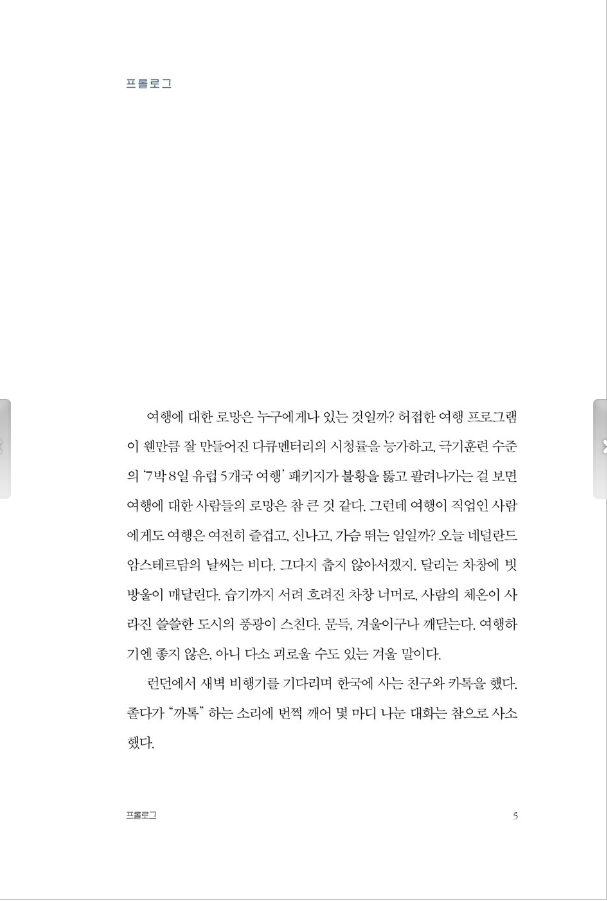 프롤로그
여행에 대한 로망은 누구에게나 있는 것일까? 허접한 여행 프로그램
이 웬만큼 잘 만들어진 다큐멘터리의 시청률을 능가하고, 극기훈련 수준
의 ‘7박 8일 유럽 5개국 여행’ 패키지가 불황을 뚫고 팔려나가는 걸 보면
여행에 대한 사람들의 로망은 참 큰 것 같다. 그런데 여행이 직업인 사람
에게도 여행은 여전히 즐겁고, 신나고, 가슴 뛰는 일일까? 오늘 네덜란드
암스테르담의 날씨는 비다. 그다지 춥지 않아서겠지. 달리는 차창에 빗
방울이 매달린다. 습기까지 서려 흐려진 차창 너머로, 사람의 체온이 사
라진 쓸쓸한 도시의 풍광이 스친다. 문득, 겨울이구나 깨닫는다. 여행하
기엔 좋지 않은, 아니 다소 괴로울 수도 있는 겨울 말이다.
런던에서 새벽 비행기를 기다리며 한국에 사는 친구와 카톡을 했다.
졸다가 “까톡” 하는 소리에 번쩍 깨어 몇 마디 나눈 대화는 참으로 사소
했다.
프롤로그
5